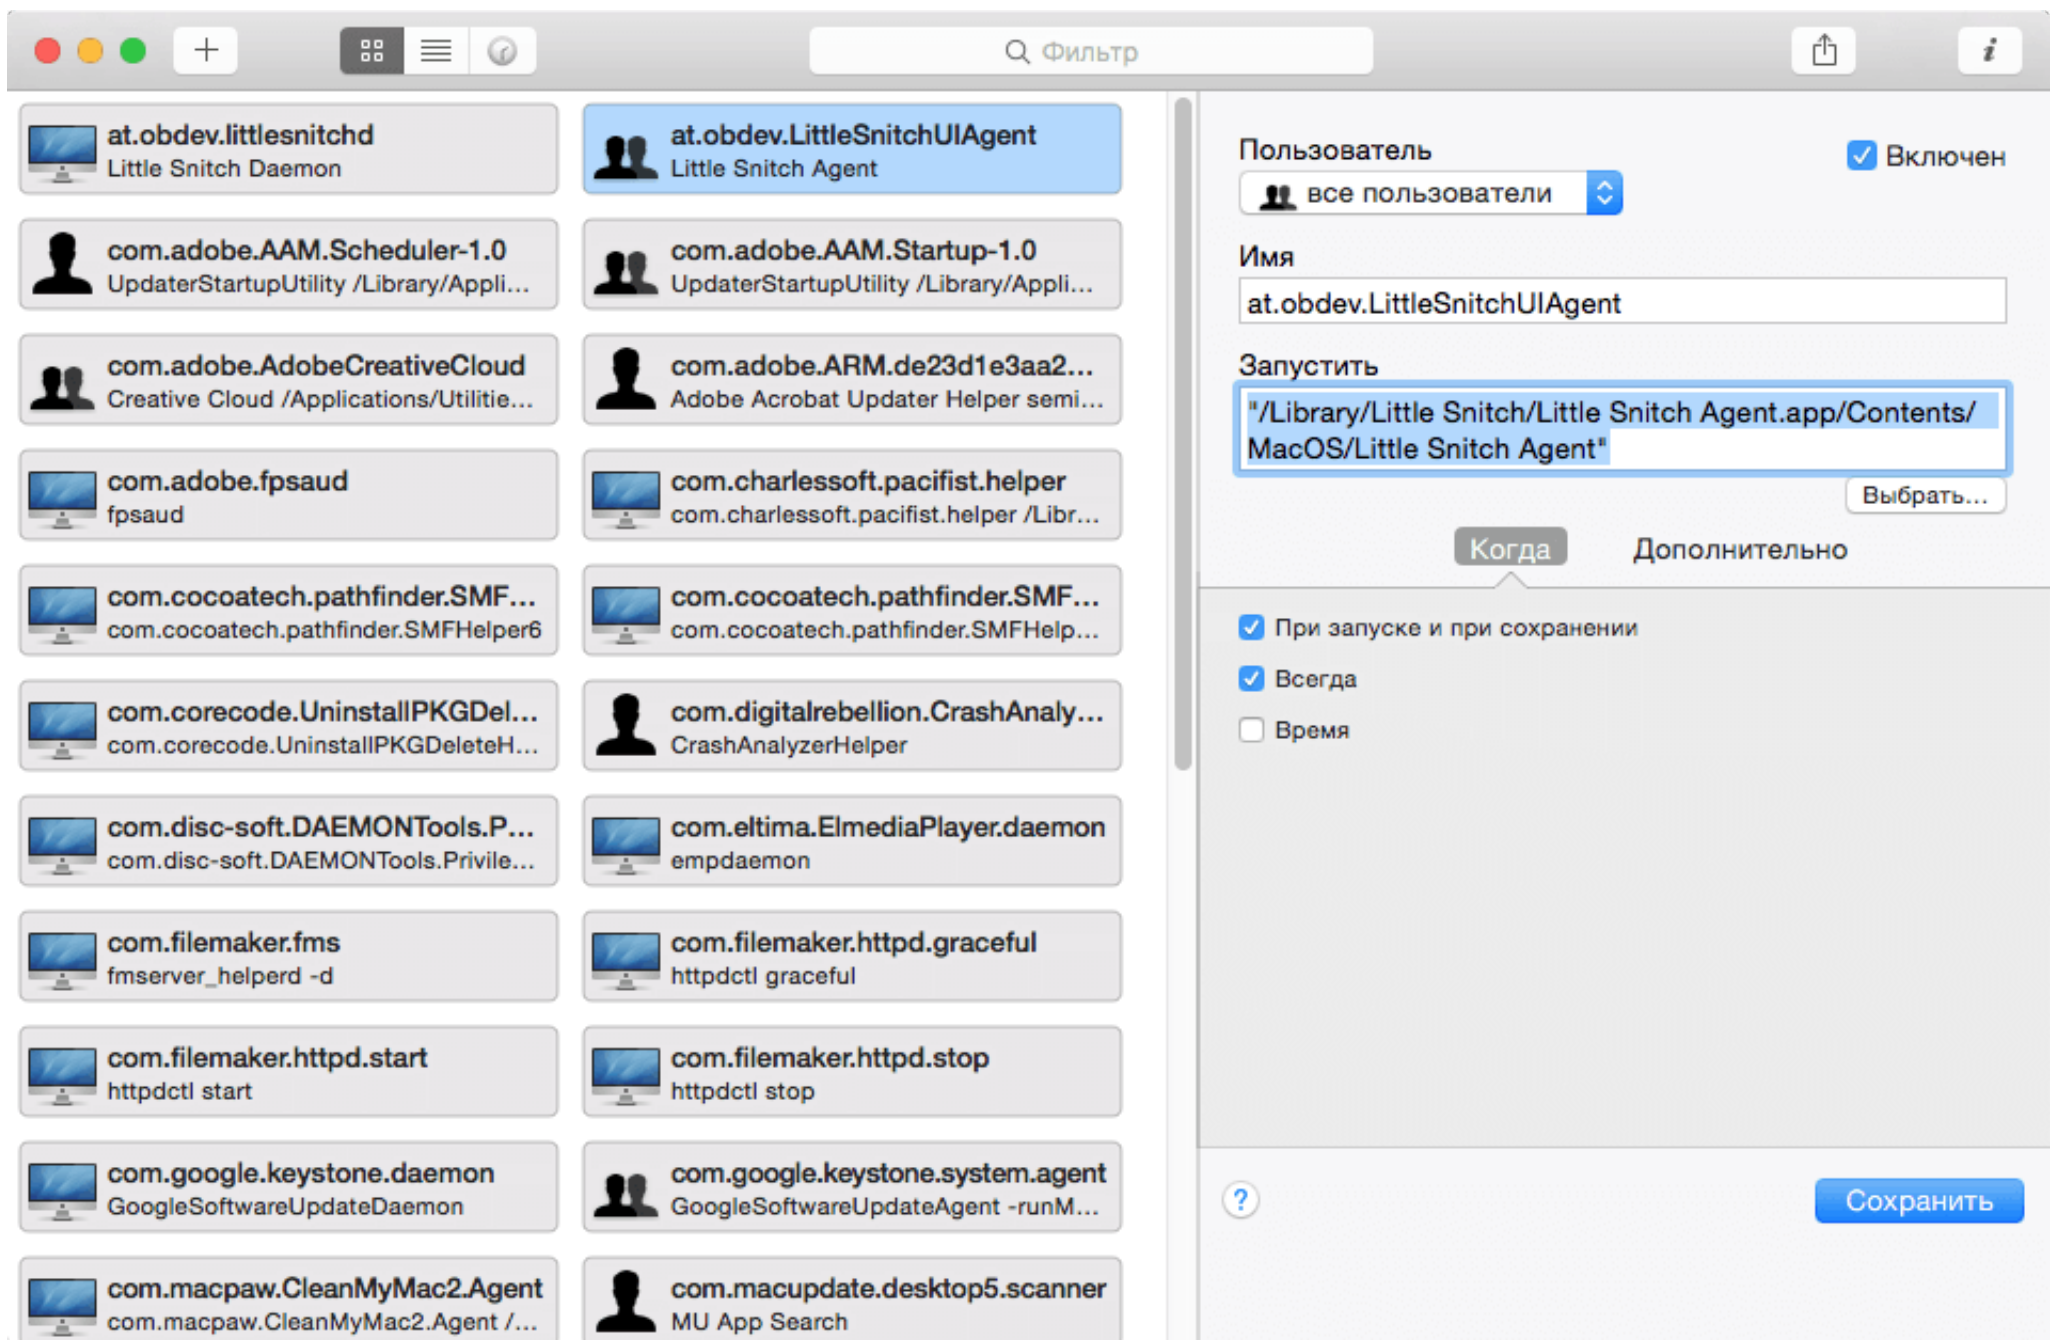 Фильтр
at.obdev.littlesnitchd
Little Snitch Daemon
at.obdev.LittleSnitchUIAgent
Little Snitch Agent
com.adobe.AAM.Scheduler-1.0
UpdaterStartupUtility /Library/Appli...
com.adobe.AAM.Startup-1.0
UpdaterStartupUtility /Library/Appli...
com.adobe.AdobeCreativeCloud
Creative Cloud /Applications/Utilitie...
com.adobe.ARM.de23d1e3aa2...
Adobe Acrobat Updater Helper semi...
com.adobe.fpsaud
fpsaud
com.charlessoft.pacifist.helper
com.charlessoft.pacifist.helper /Libr...
com.cocoatech.pathfinder.SMF...
com.cocoatech.pathfinder.SMFHelper6
com.cocoatech.pathfinder.SMF...
com.cocoatech.pathfinder.SMFHelp...
com.corecode.UninstallPKGDel...
com.corecode.UninstallPKGDeleteH...
com.digitalrebellion.CrashAnaly...
CrashAnalyzerHelper
com.disc-soft.DAEMONTools.P...
com.disc-soft.DAEMONTools.Privile...
com.eltima.ElmediaPlayer.daemon
empdaemon
com.filemaker.fms
fmserver_helperd -d
com.filemaker.httpd.graceful
httpdctl graceful
com.filemaker.httpd.start
httpdctl start
com.filemaker.httpd.stop
httpdctl stop
com.google.keystone.daemon
GoogleSoftwareUpdateDaemon
com.google.keystone.system.agent
GoogleSoftwareUpdateAgent -runM...
com.macpaw.CleanMyMac2.Agent
com.macpaw.CleanMyMac2.Agent /...
com.macupdate.desktop5.scanner
MU App Search
Пользователь
Включен
все пользователи
Имя
at.obdev.LittleSnitchUIAgent
Запустить
"/Library/Little Snitch/Little Snitch Agent.app/Contents/
MacOS/Little Snitch Agent"
Выбрать...
Когда Дополнительно
При запуске и при сохранении
Всегда
Время
? Сохранить